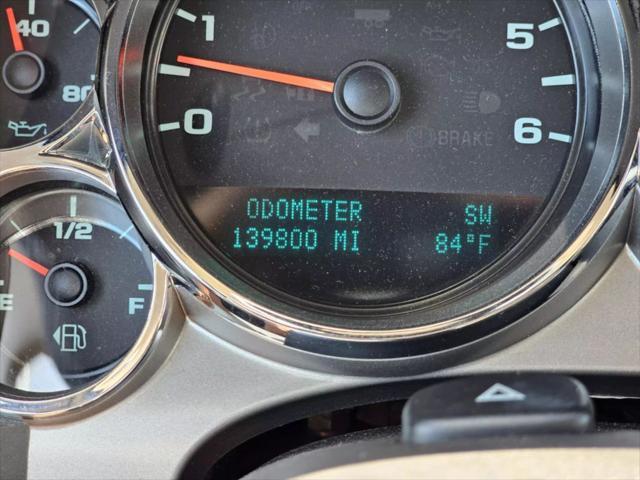 40
80
1
0
5
6
BRAKE
ODOMETER SW
139800 MI 84°F
1/2
E
F